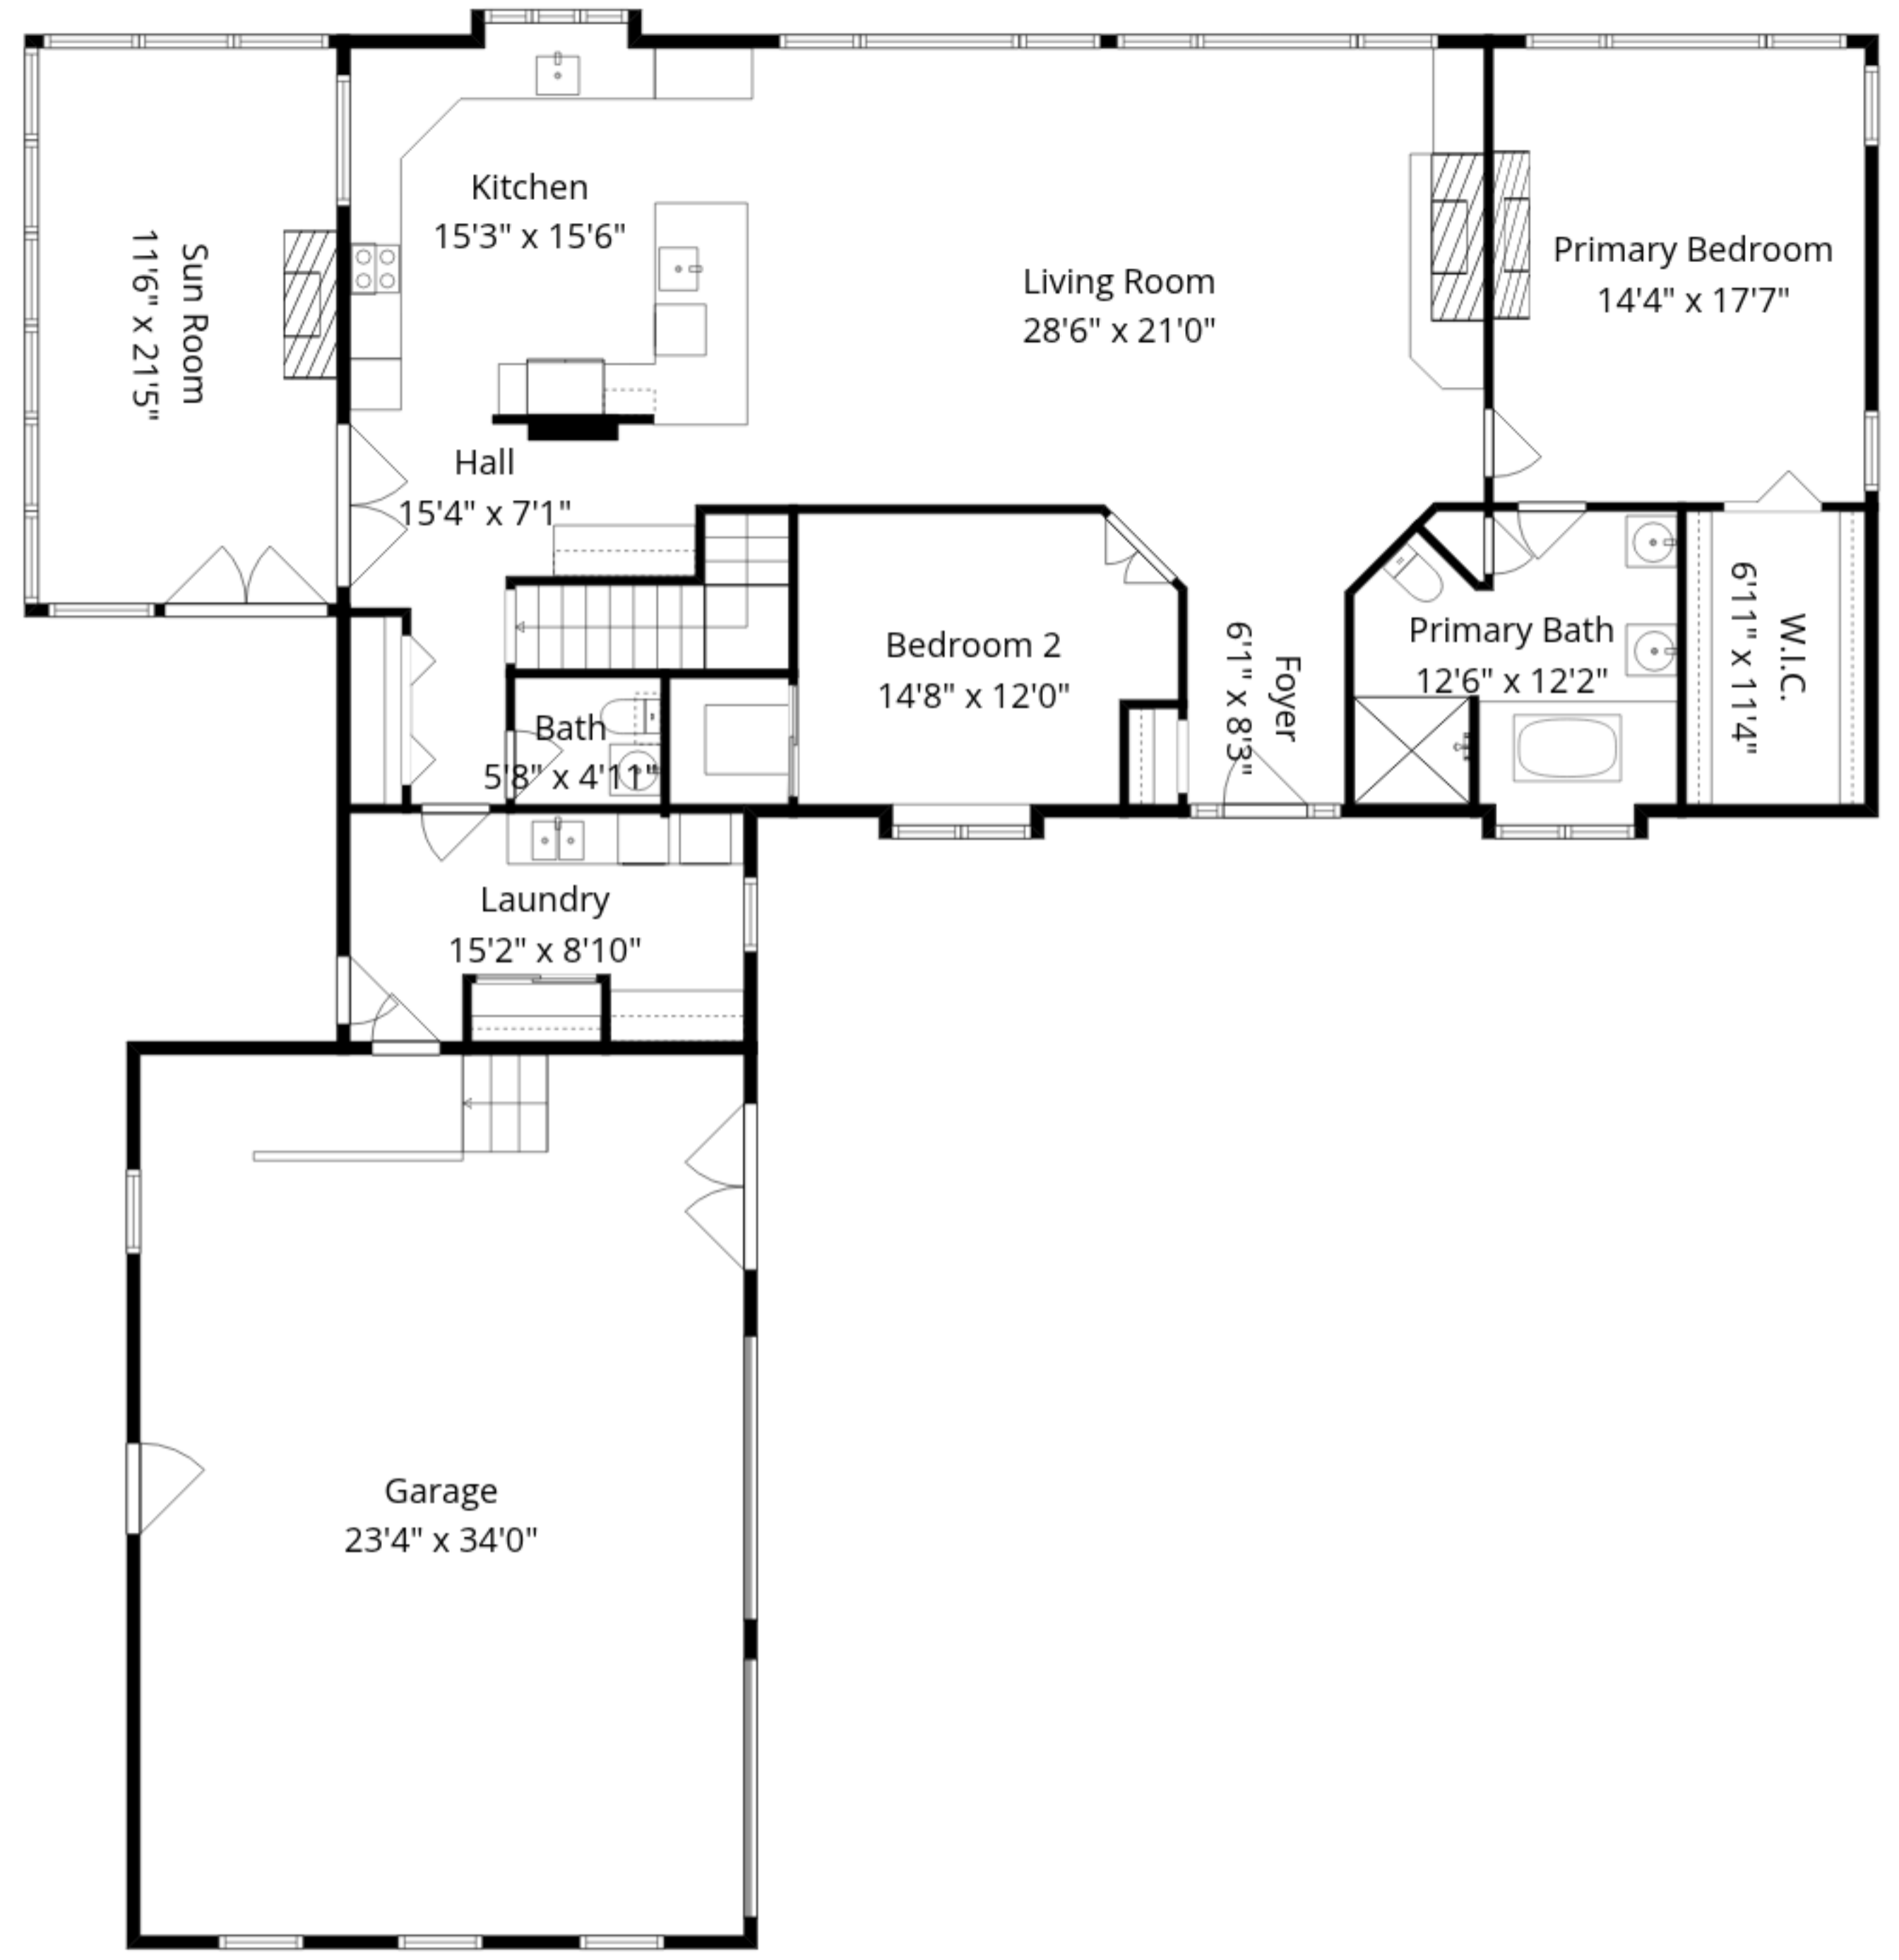 Kitchen
15'3" x 15'6"
Sun Room
11'6" x 21'5"
Living Room
28'6" x 21'0"
Primary Bedroom
14'4" x 17'7"
Hall
15'4" x 7'1"
Bedroom 2
14'8" x 12'0"
Foyer
6'1" x 8'3"
Primary Bath
12'6" x 12'2"
W.I.C.
6'11" x 11'4"
Bath
5'8" x 4'11"
Laundry
15'2" x 8'10"
Garage
23'4" x 34'0"